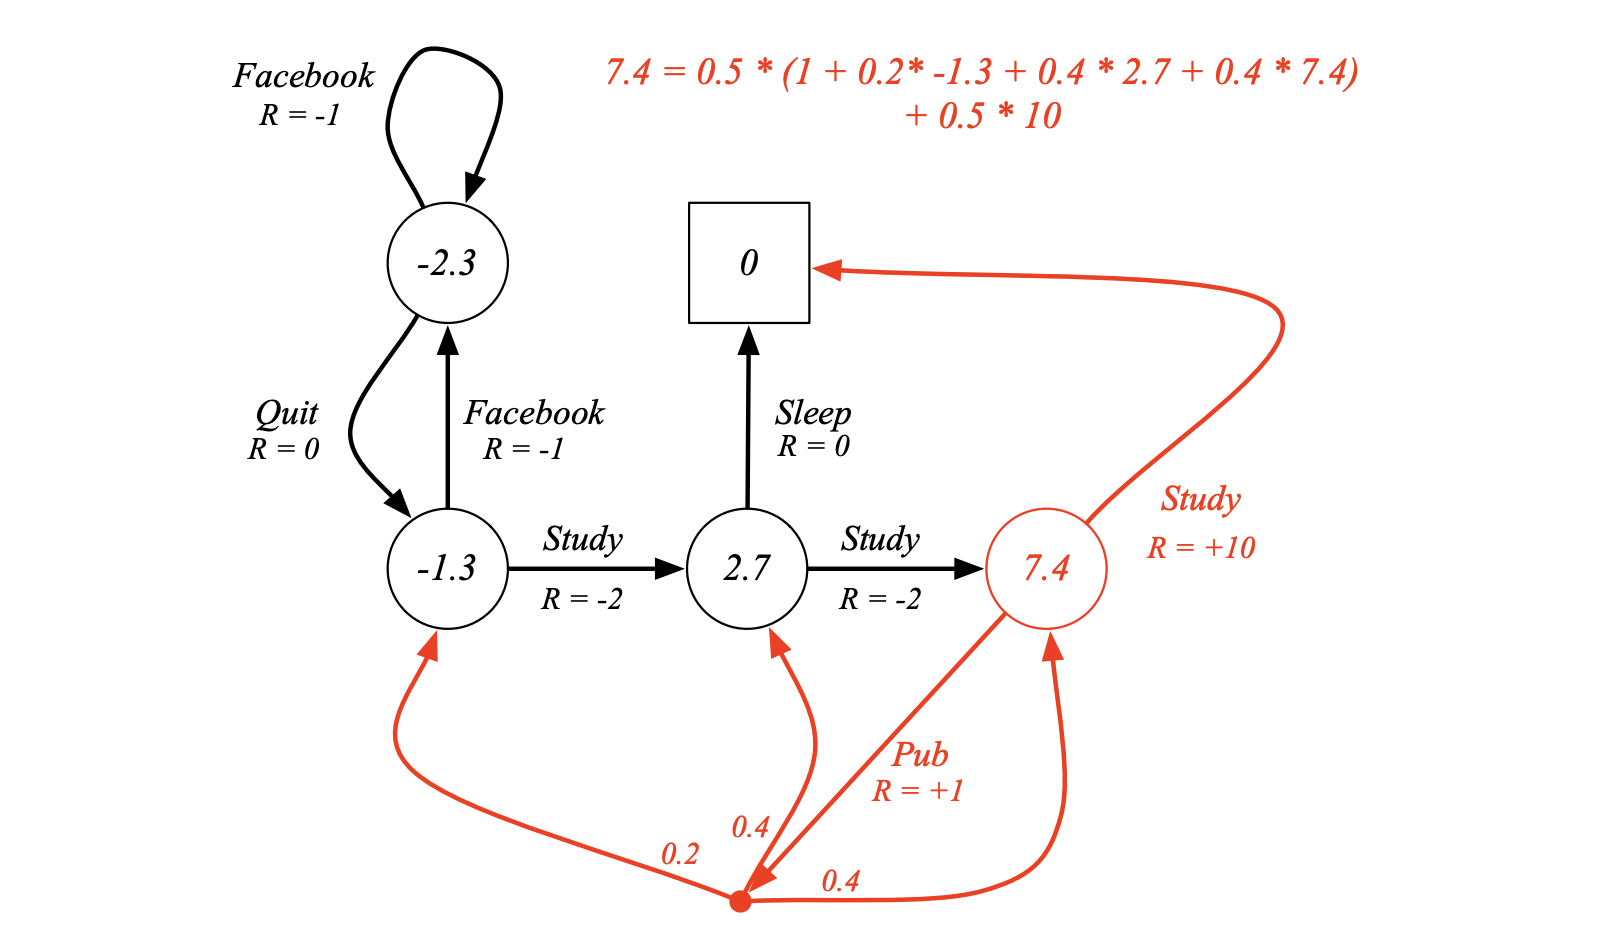 Facebook
R = -1
7.4 = 0.5 * (1 + 0.2* -1.3 + 0.4 * 2.7 + 0.4 * 7.4)
+ 0.5 * 10
-2.3
0
Quit
R = 0
Facebook
R = -1
Sleep
R = 0
Study
R = +10
-1.3
Study
R = -2
2.7
Study
R = -2
7.4
Pub
R = +1
0.2
0.4
0.4